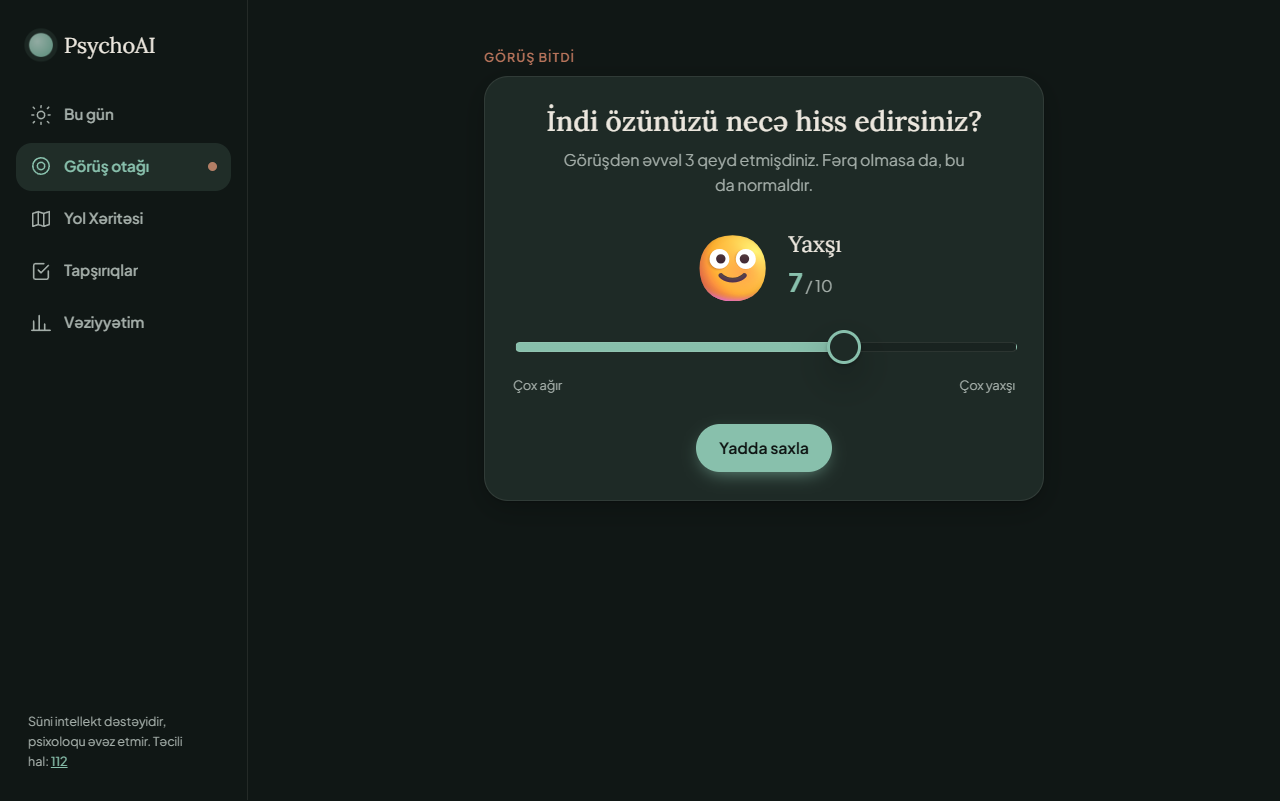 PsychoAI
Bu gün
Görüş otağı
Yol Xəritəsi
Tapşırıqlar
Vəziyyətim
Süni intellekt dəstəyidir,
psixoloqu əvəz etmir. Təcili
hal: 112
GÖRÜŞ BİTDİ
İndi özünüzü necə hiss edirsiniz?
Görüşdən əvvəl 3 qeyd etmişdiniz. Fərq olmasa da, bu
da normaldır.
Yaxşı
7 / 10
Çox ağır
Çox yaxşı
Yadda saxla